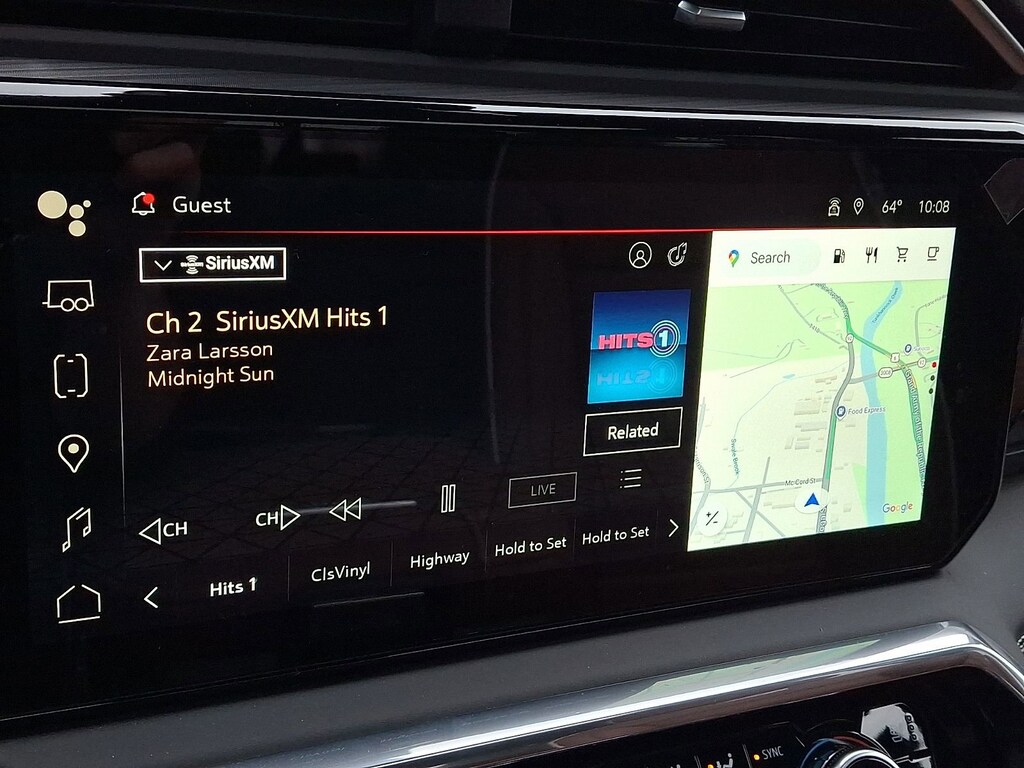 Guest
64° 10:08
SiriusXM
Search
Ch 2 SiriusXM Hits 1
Zara Larsson
Midnight Sun
HITS 1
Related
LIVE
CH
CH
Hits 1
ClsVinyl
Highway
Hold to Set
Hold to Set
Food Express
Mc Cord St
Google
SYNC